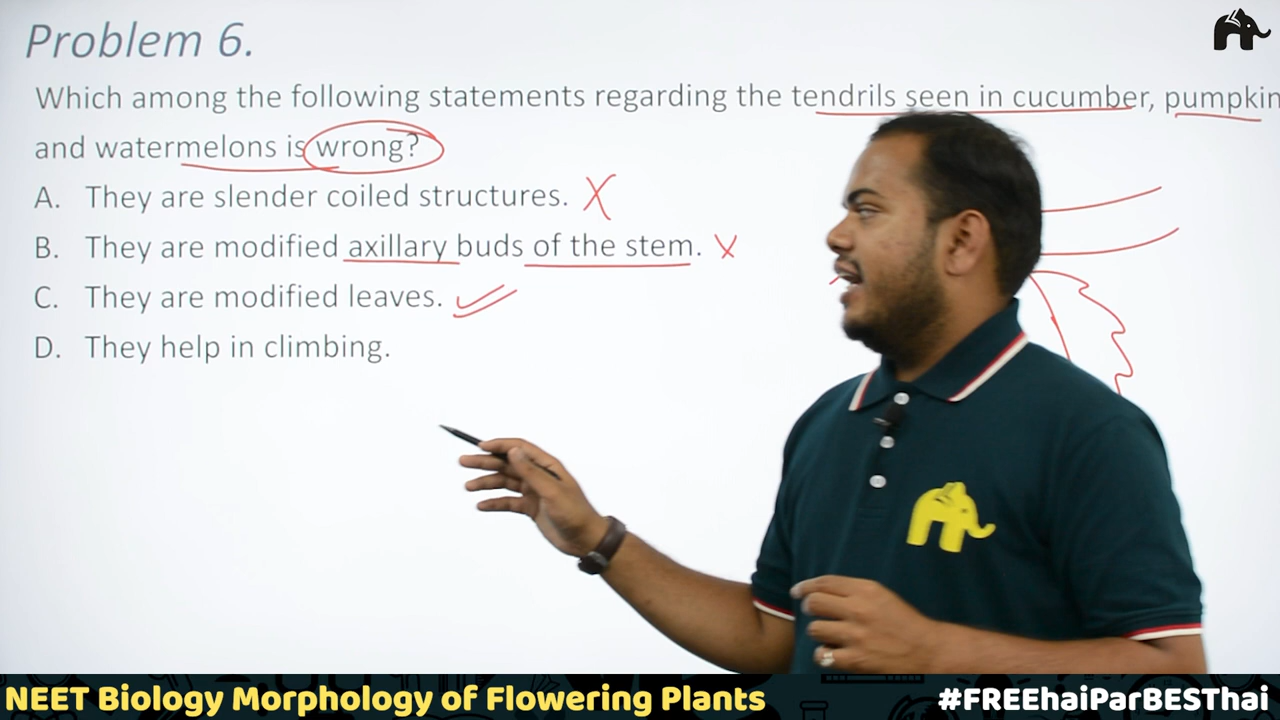 Problem 6.
Which among the following statements regarding the tendrils seen in cucumber, pumpkin
and watermelons is wrong?
A. They are slender coiled structures.
B. They are modified axillary buds of the stem.
C. They are modified leaves.
D. They help in climbing.
NEET Biology Morphology of Flowering Plants
#FREEhaiParBESThai